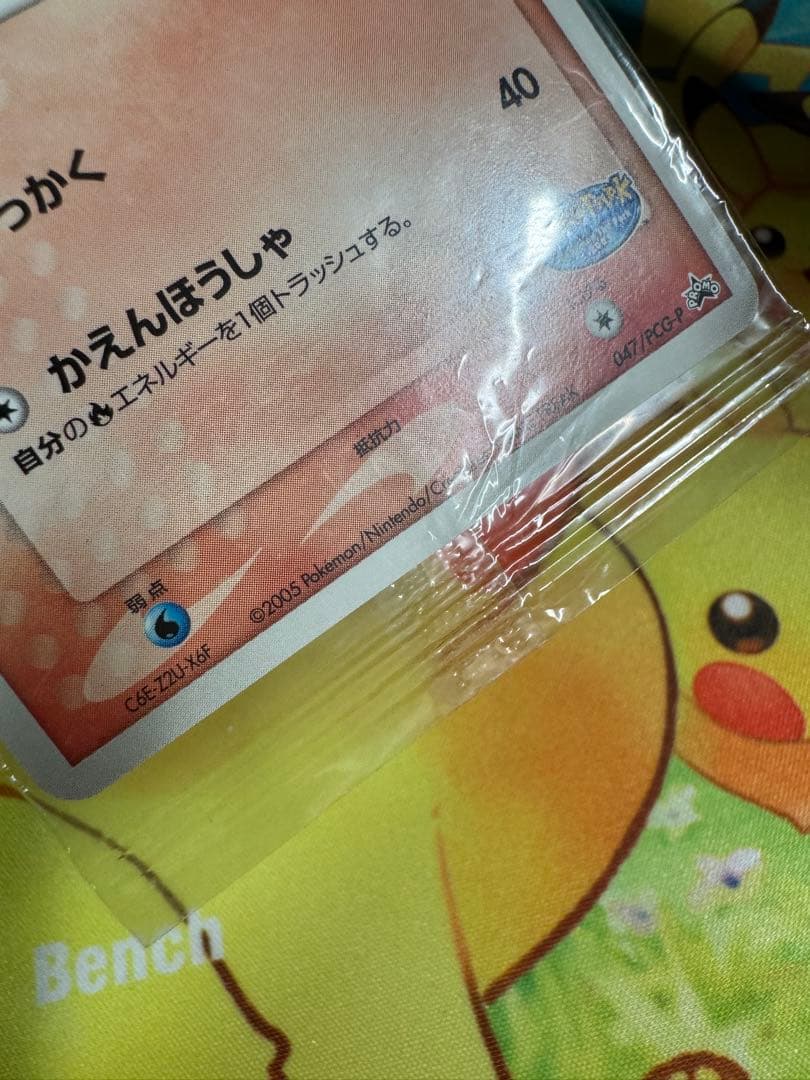 40
っかく
かえんほうしゃ
自分のエネルギーを1個トラッシュする。
PROMO
047/PCG-P
抵抗力
弱点
©2005 Pokémon/Nintendo/
C6E-Z2U-X6F
Bench